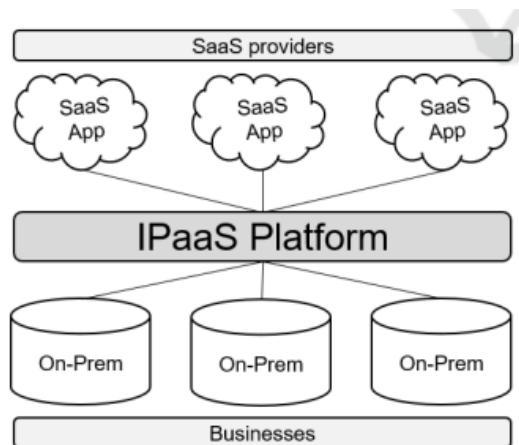 SaaS providers
SaaS
App
SaaS
App
SaaS
App
IPaaS Platform
On-Prem
On-Prem
On-Prem
Businesses